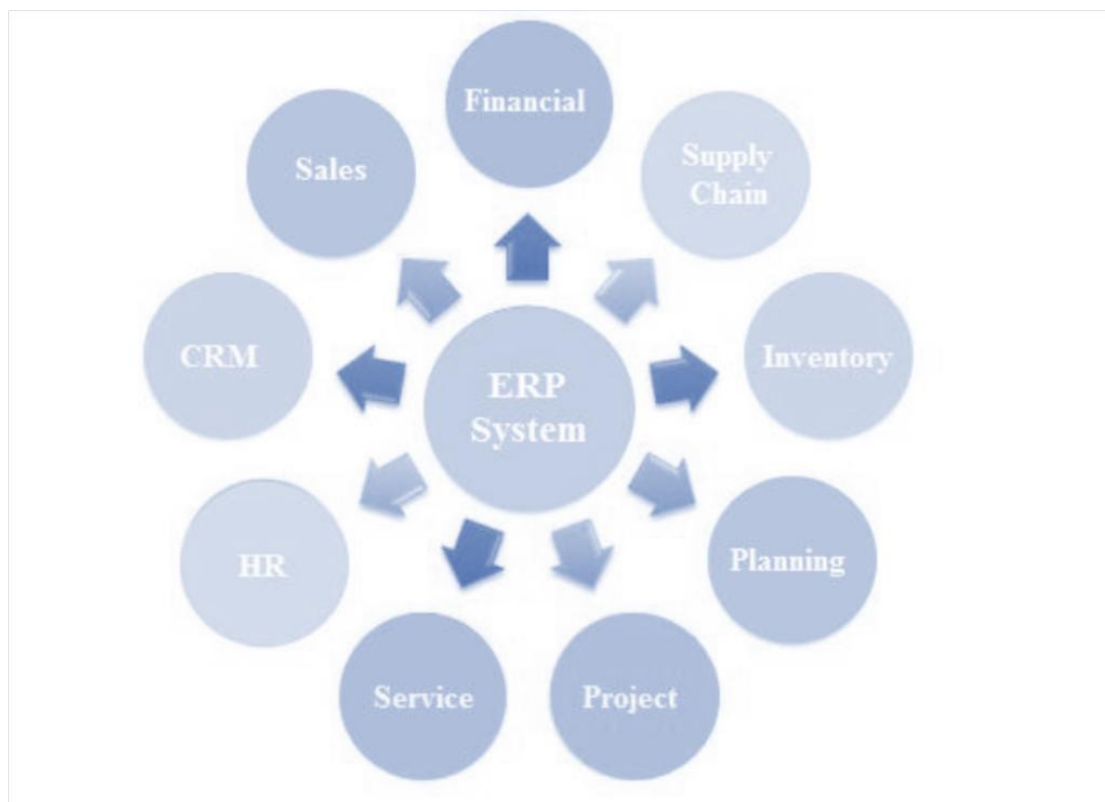 Financial
Supply
Chain
Sales
CRM
Inventory
ERP
System
HR
Planning
Service
Project